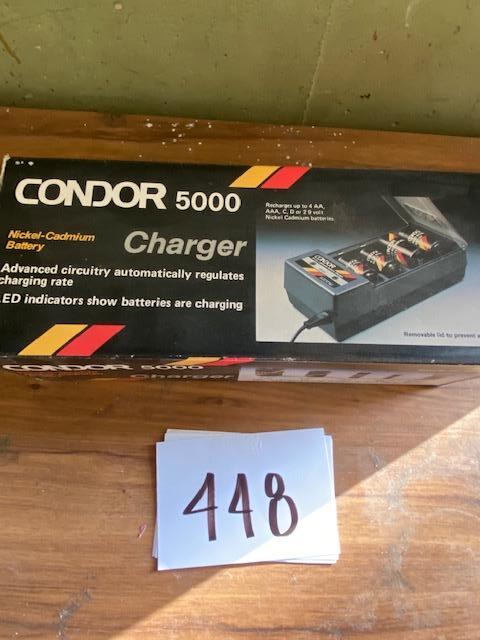 CONDOR 5000
Nickel-Cadmium
Battery
Charger
Advanced circuitry automatically regulates
charging rate
LED indicators show batteries are charging
Recharges up to 4 AA,
AAA, C, D or 2 9 volt
Nickel Cadmium batteries.
CONDOR
Removable lid to prevent
CONDOR 5000
Charger
448